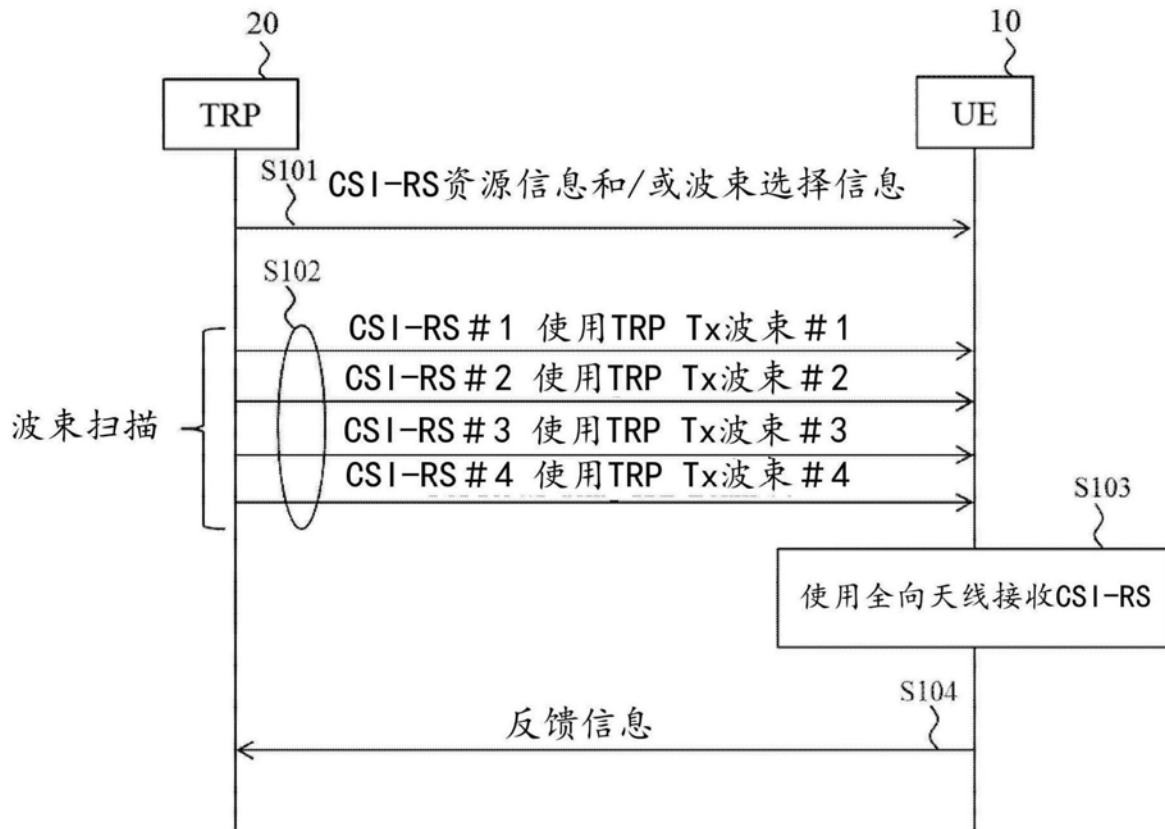 20
10
TRP
UE
S101
CSI-RS资源信息和/或波束选择信息
S102
CSI-RS#1 使用TRP Tx波束#1
CSI-RS#2 使用TRP Tx波束#2
波束扫描
CSI-RS#3 使用TRP Tx波束#3
CSI-RS#4 使用TRP Tx波束#4
S103
使用全向天线接收CSI-RS
S104
反馈信息